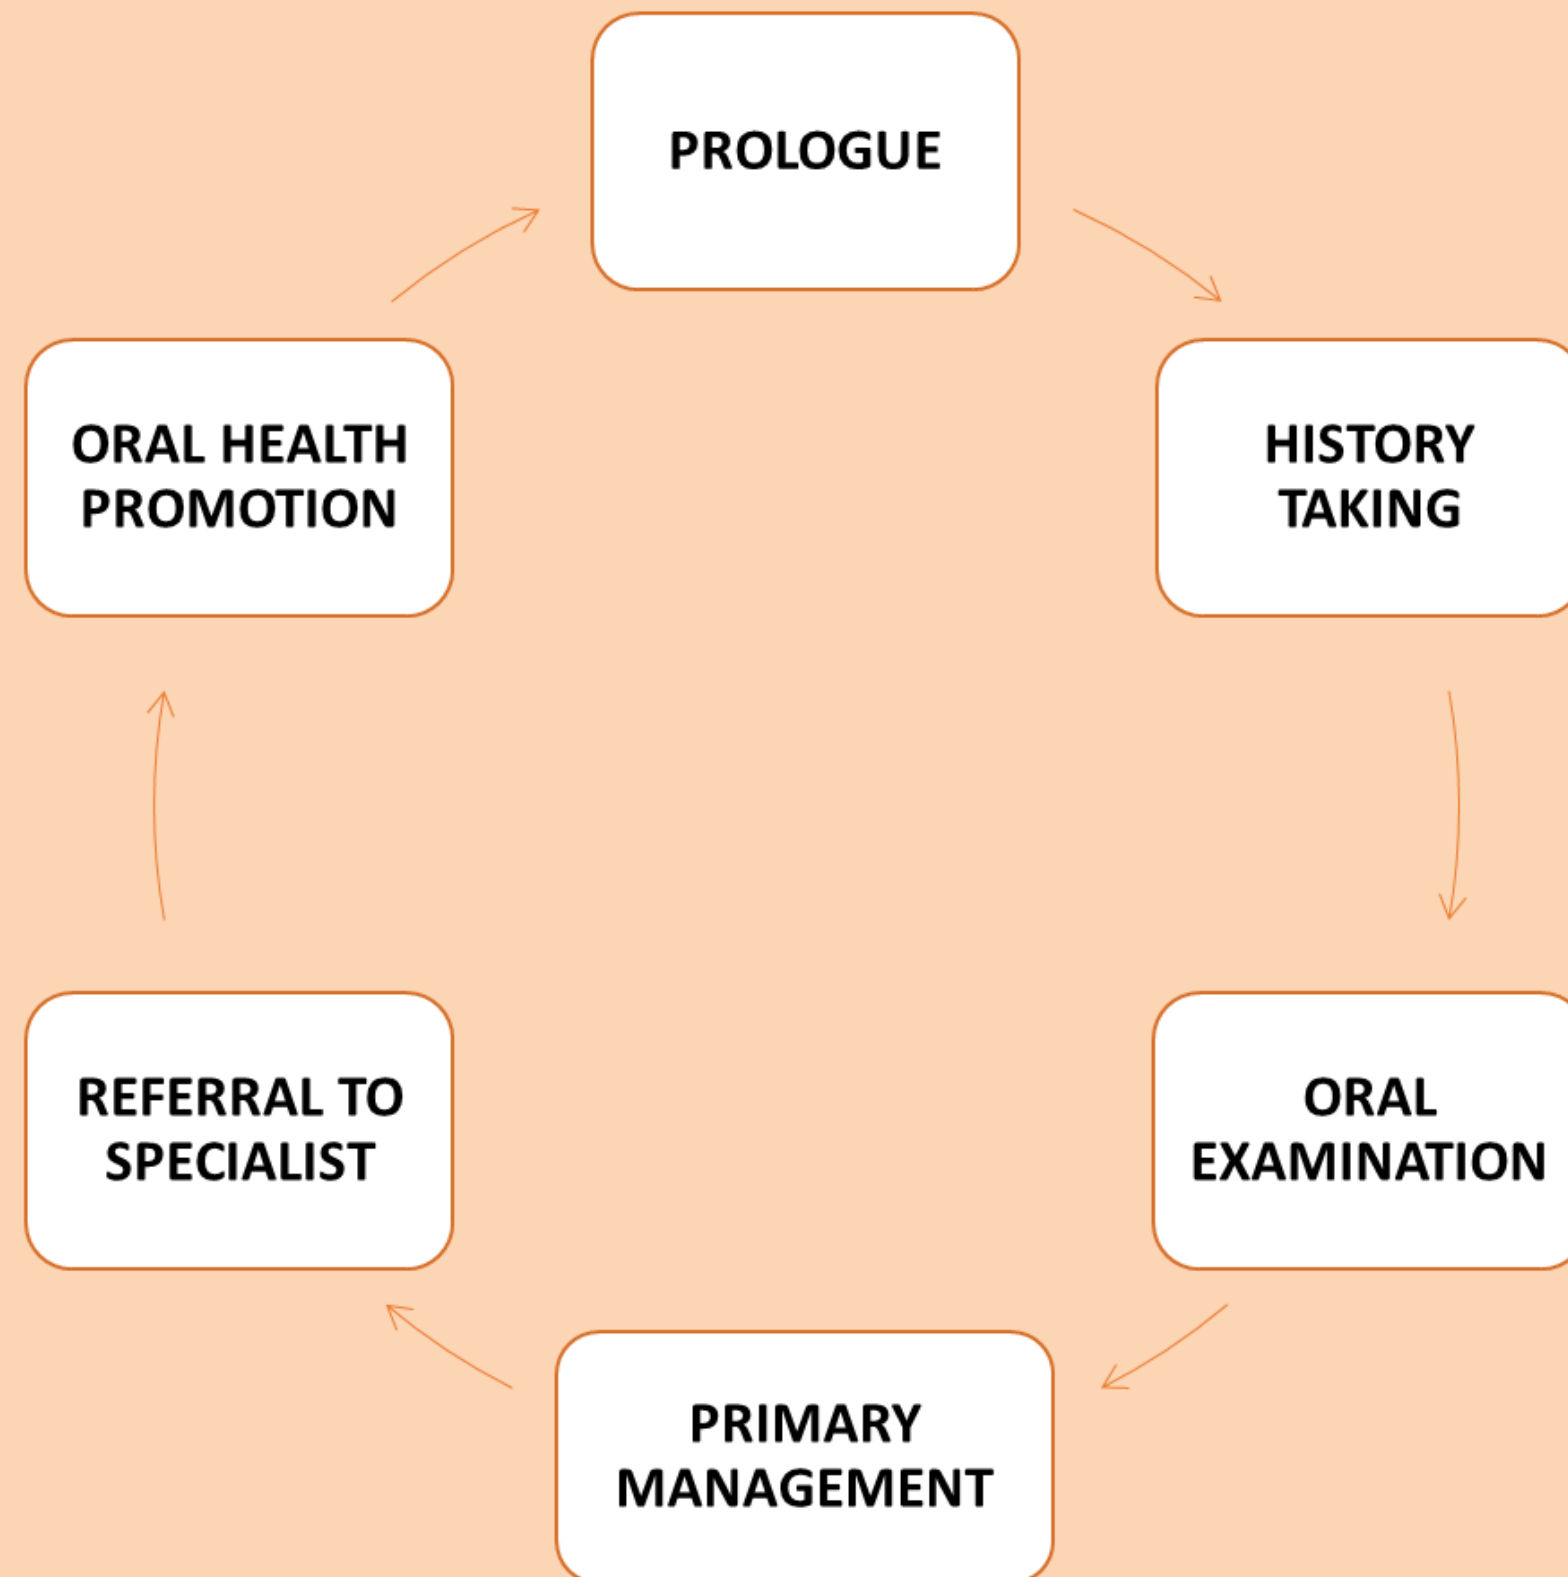 PROLOGUE
HISTORY
TAKING
ORAL
EXAMINATION
PRIMARY
MANAGEMENT
REFERRAL TO
SPECIALIST
ORAL HEALTH
PROMOTION